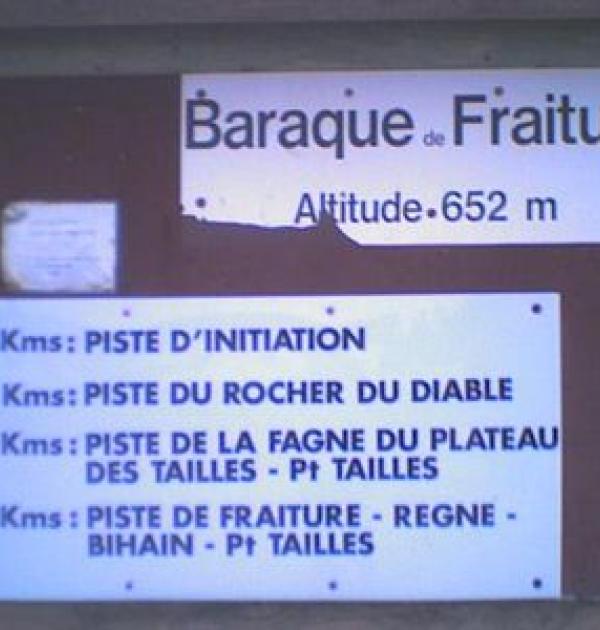 Baraque de Fraitu
Altitude • 652 m
Kms: PISTE D'INITIATION
Kms: PISTE DU ROCHER DU DIABLE
Kms: PISTE DE LA FAGNE DU PLATEAU
DES TAILLES - Pt TAILLES
Kms: PISTE DE FRAITURE - REGNE -
BIHAIN - Pt TAILLES